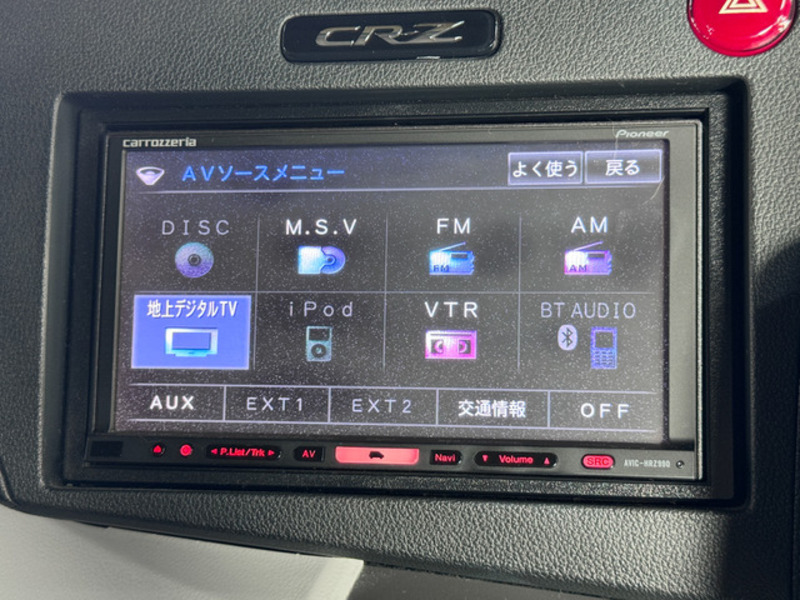 CR-Z
carrozzeria
Pioneer
AVソースメニュー
よく使う
戻る
DISC
M.S.V
FM
AM
FM
AM
地上デジタルTV
iPod
VTR
BT AUDIO
AUX
EXT1
EXT2
交通情報
OFF
P.List/Trk
AV
Navi
Volume
SRC
AVIC-HRZ900